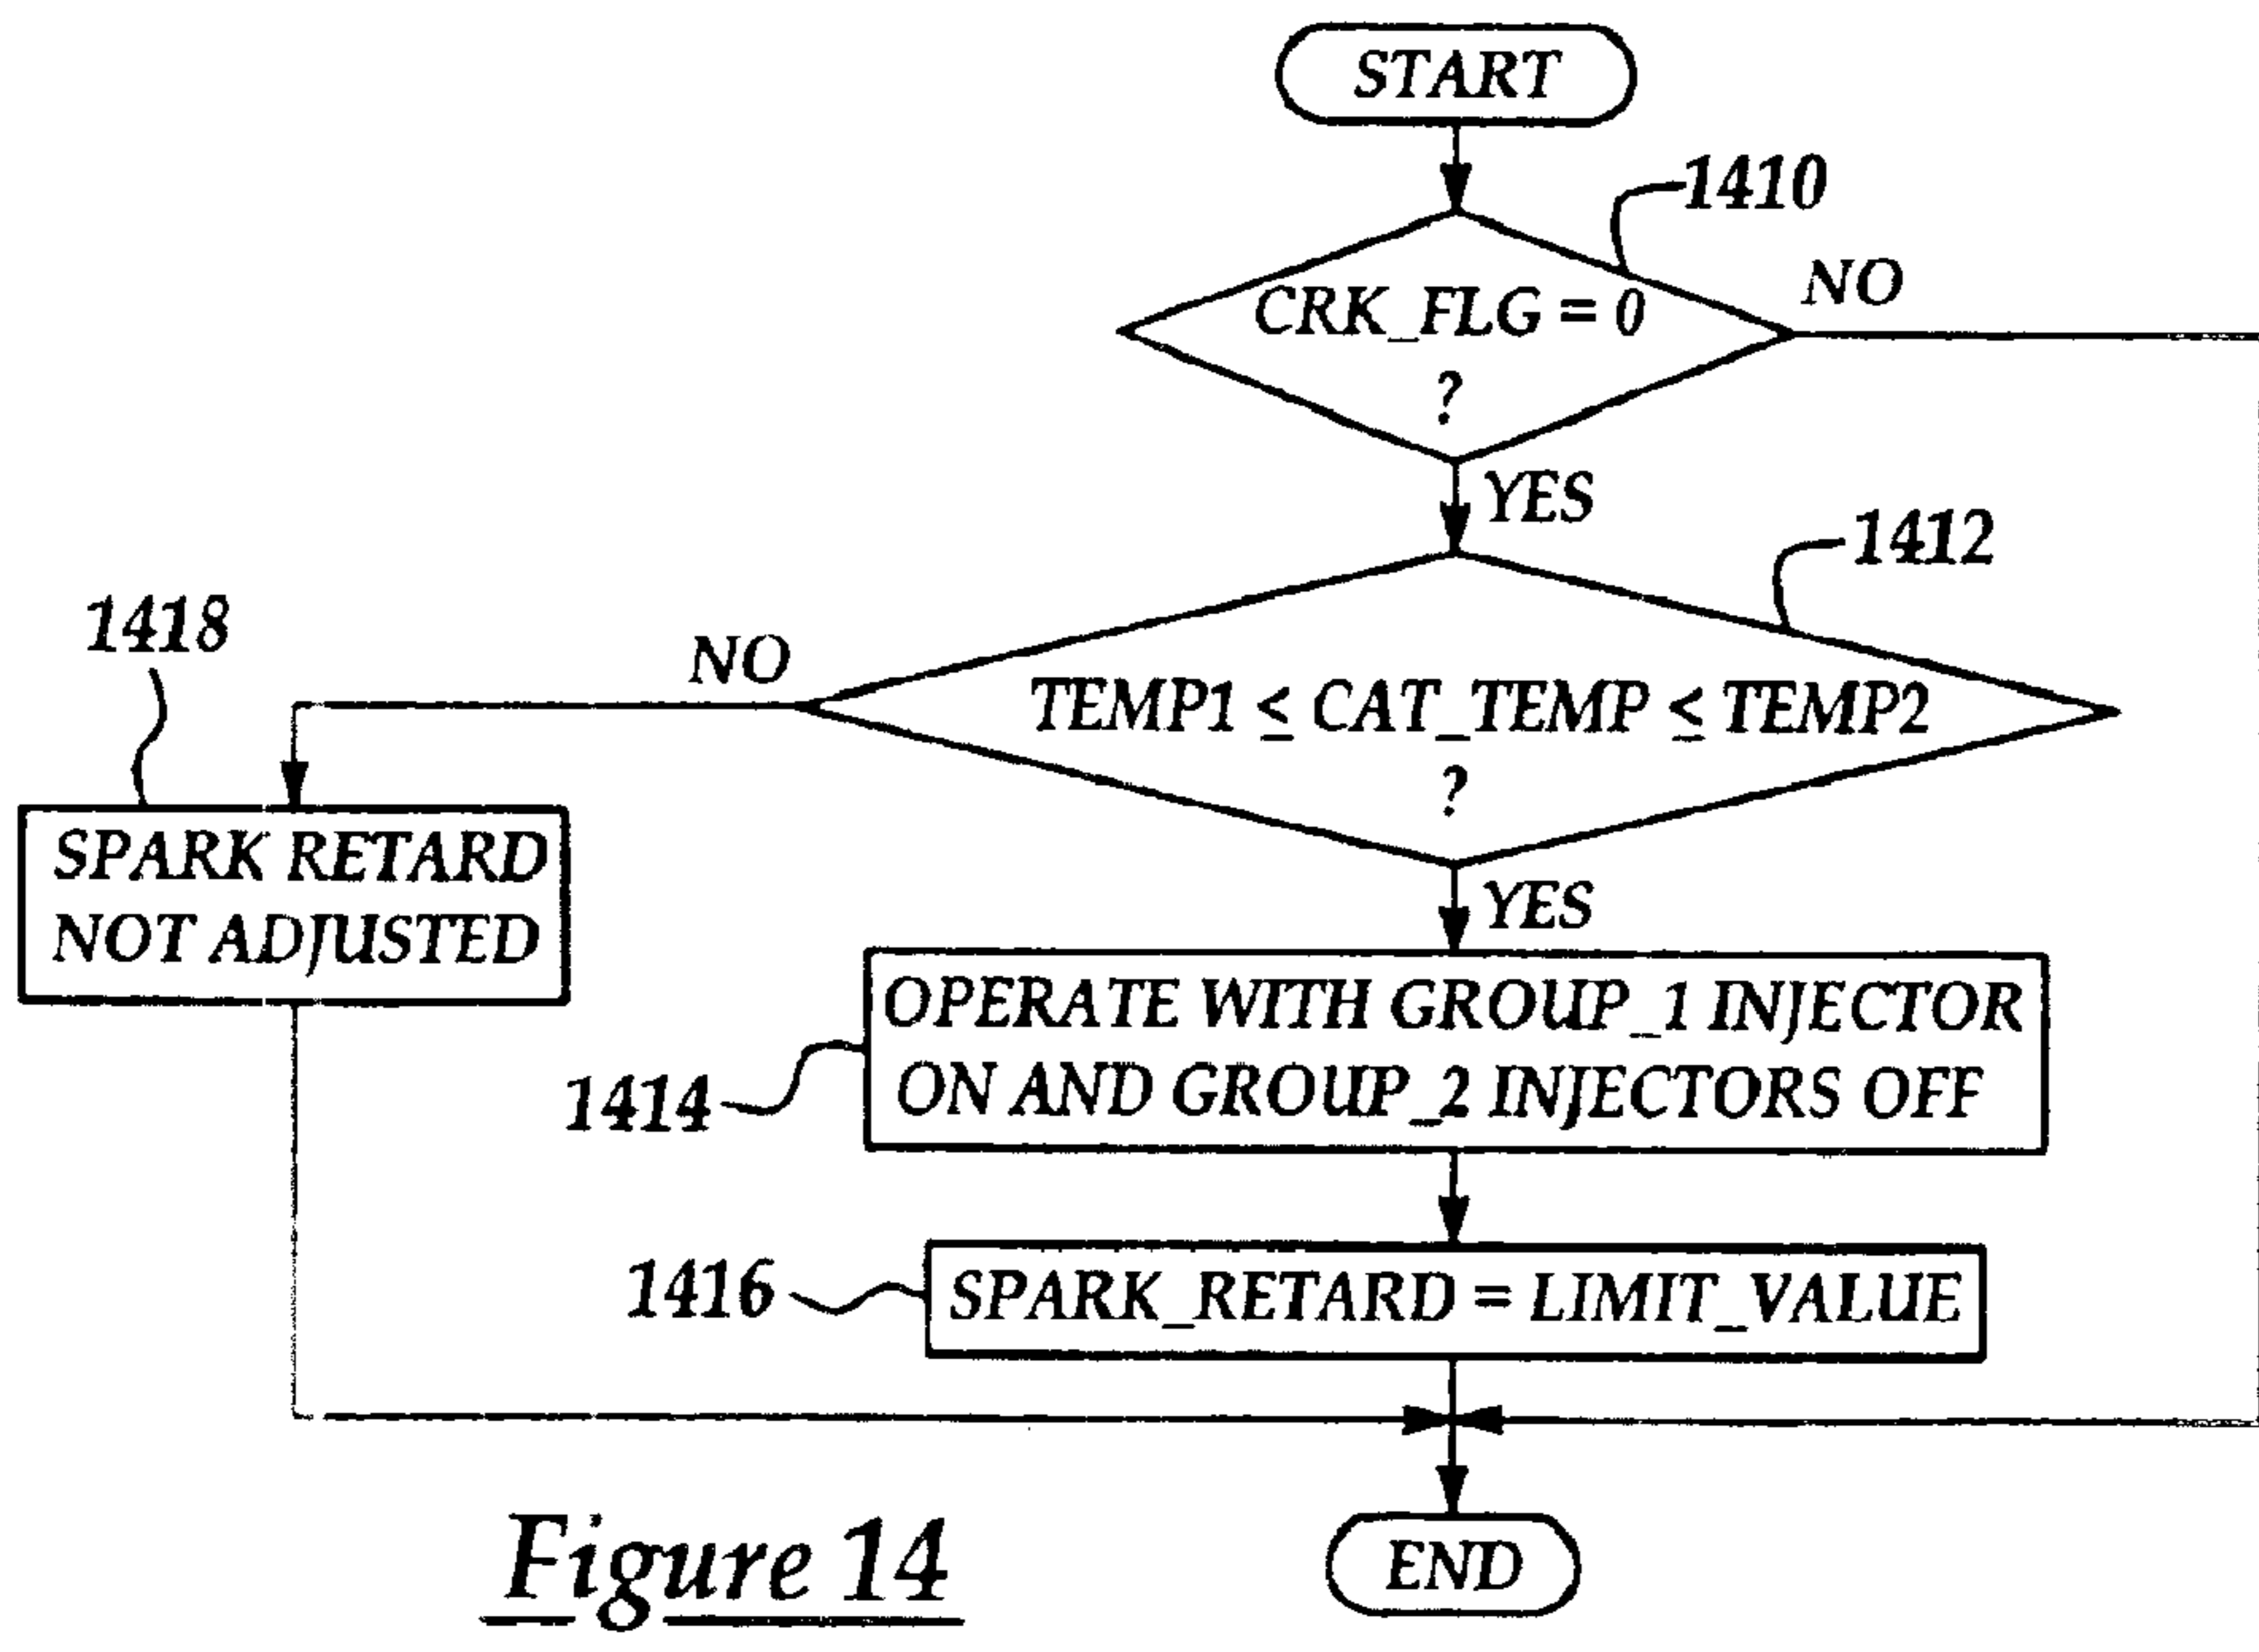 START
1410
CRK_FLG = 0
?
NO
YES
1412
TEMP1 ≤ CAT_TEMP ≤ TEMP2
?
NO
1418
SPARK RETARD
NOT ADJUSTED
YES
OPERATE WITH GROUP_1 INJECTOR
ON AND GROUP_2 INJECTORS OFF
1414
1416
SPARK_RETARD = LIMIT_VALUE
END
Figure 14